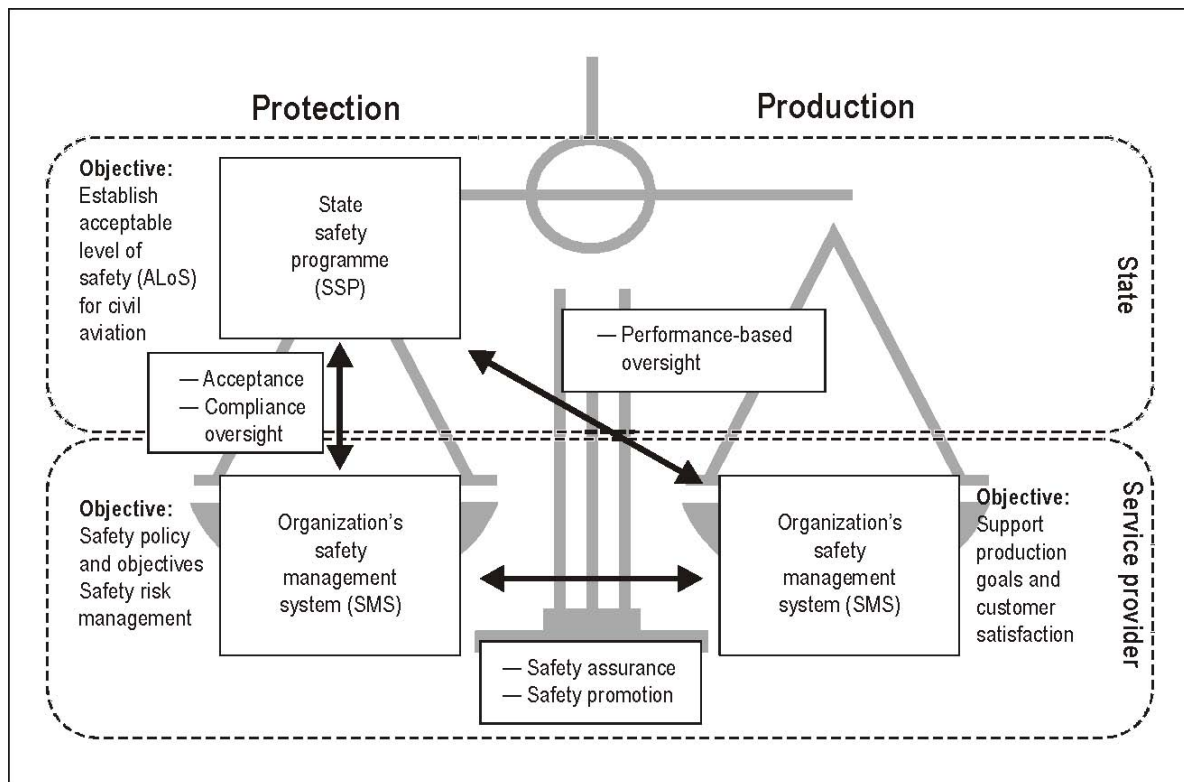 Protection
Production
Objective:
Establish
acceptable
level of
safety (ALoS)
for civil
aviation
State
safety
programme
(SSP)
— Performance-based
oversight
State
— Acceptance
— Compliance
oversight
Objective:
Safety policy
and objectives
Safety risk
management
Organization’s
safety
management
system (SMS)
Organization’s
safety
management
system (SMS)
Objective:
Support
production
goals and
customer
satisfaction
Service provider
— Safety assurance
— Safety promotion